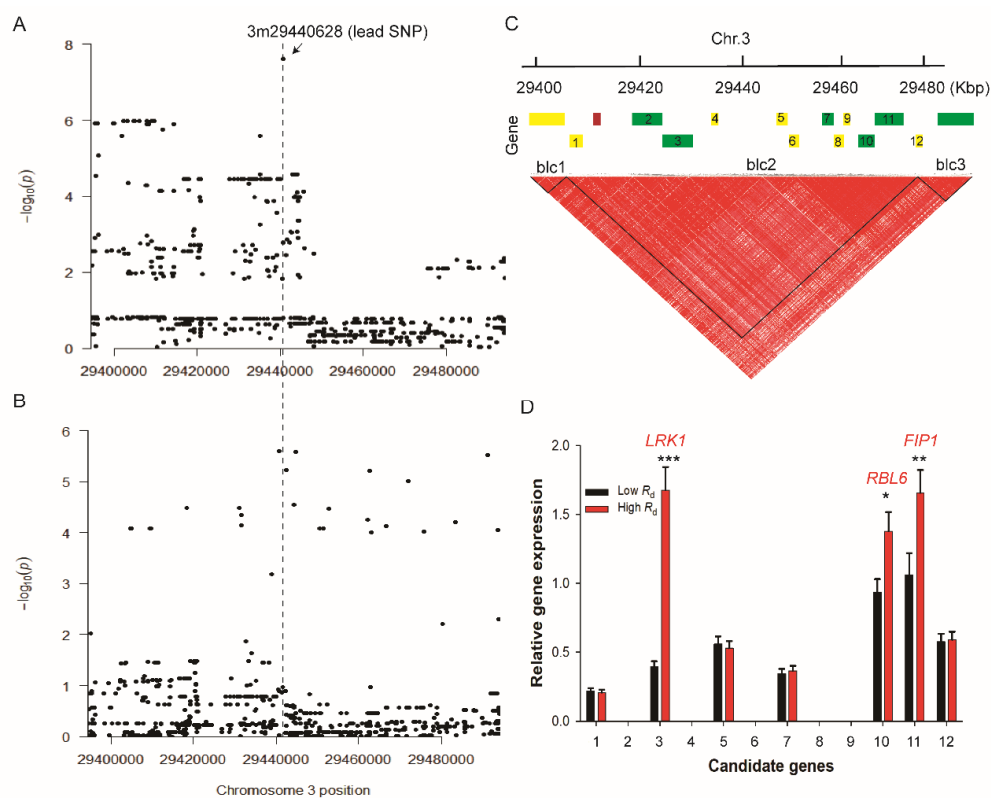 A
3m29440628 (lead SNP)
8
6
4
2
0
−log10(p)
29400000 29420000 29440000 29460000 29480000
B
6
5
4
3
2
1
0
−log10(p)
29400000 29420000 29440000 29460000 29480000
Chromosome 3 position
C
Chr.3
29400 29420 29440 29460 29480 (Kbp)
Gene
2 4 5 7 9 11
1 3 6 8 10 12
blc1 blc2 blc3
D
LRK1
***
FIP1
**
RBL6
*
Low Rd
High Rd
2.0
1.5
1.0
0.5
0.0
Relative gene expression
1 2 3 4 5 6 7 8 9 10 11 12
Candidate genes